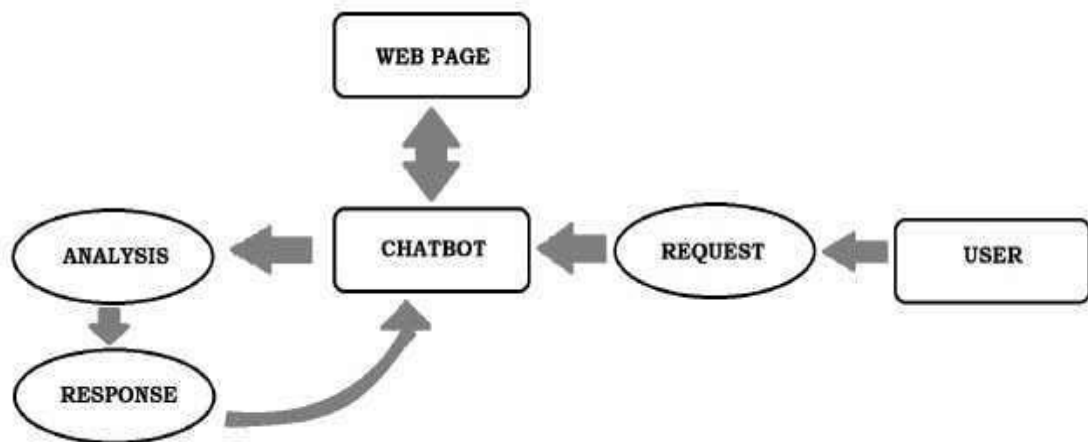 WEB PAGE
ANALYSIS
CHATBOT
REQUEST
USER
RESPONSE